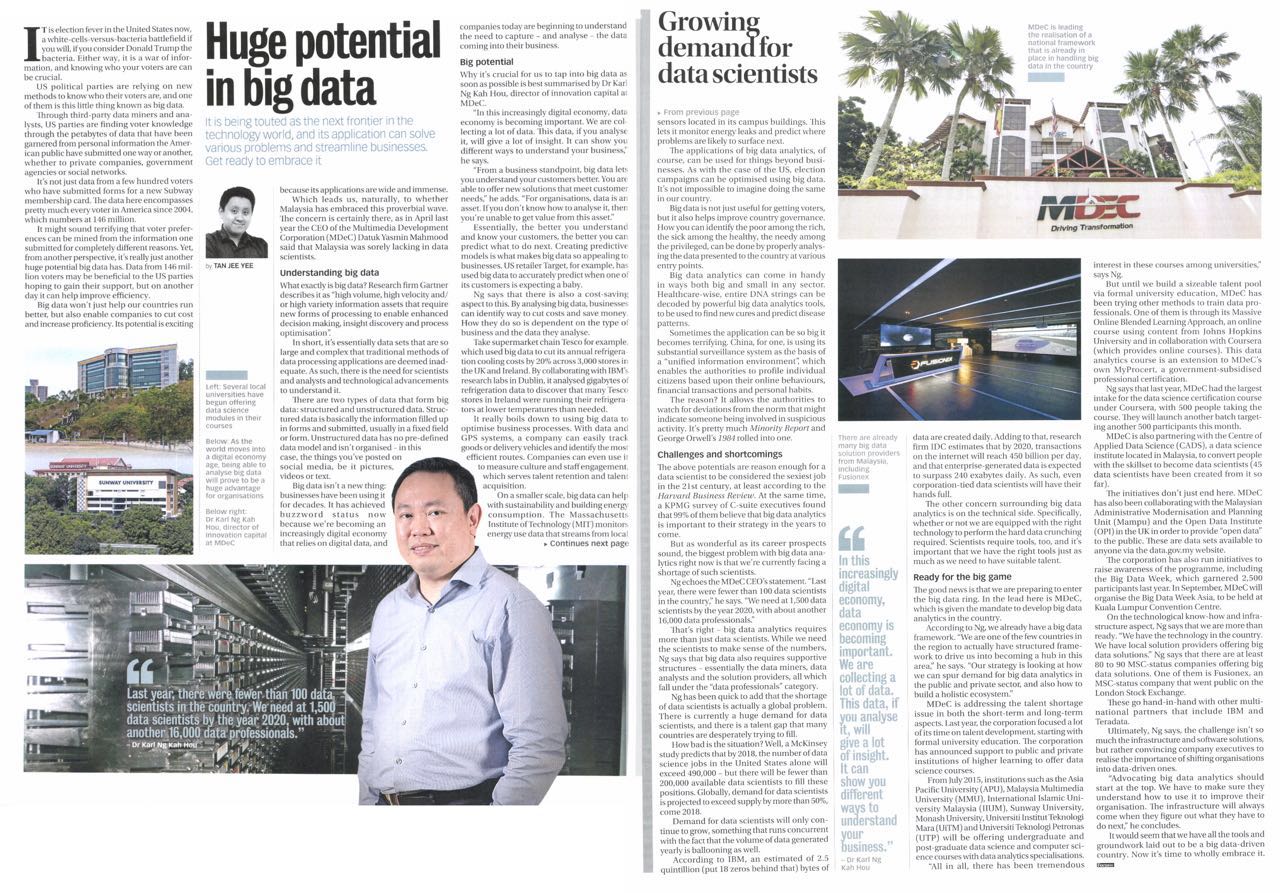 IT is election fever in the United States now,
a white-cells-versus-bacteria battlefield if
you will, if you consider Donald Trump the
bacteria. Either way, it is a war of infor-
mation, and knowing who your voters are can
be crucial.
US political parties are relying on new
methods to know who their voters are, and
one of them is this little thing known as big data.
Through third-party data miners and ana-
lysts, US parties are finding voter knowledge
through the petabytes of data that have been
garnered from personal information the Am-
erican public have submitted one way or another,
whether to private companies, government
agencies or social networks.
It's not just data from a few hundred voters
who have submitted forms for a new Subway
membership card. The data here encompasses
pretty much every voter in America since 2004,
which numbers at 146 million.
It might sound terrifying that voter prefer-
ences can be mined from the information one
submitted for completely different reasons. Yet,
from another perspective, it's really just another
huge potential big data has. Data from 146 mil-
lion voters may be beneficial to the US parties
hoping to gain their support, but on another
day it can help improve efficiency.
Big data won't just help our countries run
better, but also enables companies to cut cost
and increase proficiency. Its potential is exciting
Huge potential
in big data
It is being touted as the next frontier in the
technology world, and its application can solve
various problems and streamline businesses.
Get ready to embrace it
by TAN JEE YEE
because its applications are wide and immense.
Which leads us, naturally, to whether
Malaysia has embraced this proverbial wave.
The concern is certainly there, as in April last
year the CEO of the Multimedia Development
Corporation (MDeC) Datuk Yasmin Mahmood
said that Malaysia was sorely lacking in data
scientists.
Understanding big data
What exactly is big data? Research firm Gartner
describes it as "high volume, high velocity and/
or high variety information assets that require
new forms of processing to enable enhanced
decision making, insight discovery and process
optimisation".
In short, it's essentially data sets that are so
large and complex that traditional methods of
data processing applications are deemed inad-
equate. As such, there is the need for scientists
and analysts and technological advancements
to understand it.
There are two types of data that form big
data: structured and unstructured data. Struc-
tured data is basically the information filled up
in forms and submitted, usually in a fixed field
or form. Unstructured data has no pre-defined
data model and isn't organised - in this
case, the things you've posted on
social media, be it pictures,
videos or text.
Big data isn't a new thing;
businesses have been using it
for decades. It has achieved
buzzword status now
because we're becoming an
increasingly digital economy
that relies on digital data, and
Left: Several local
universities have
begun offering
data science
modules in their
courses
Below: As the
world moves into
a digital economy
age, being able to
analyse big data
will prove to be a
huge advantage
for organisations
Below right:
Dr Karl Ng Kah
Hou, director of
innovation capital
at MDeC
SUNWAY UNIVERSITY
companies today are beginning to understand
the need to capture – and analyse – the data
coming into their business.
Big potential
Why it's crucial for us to tap into big data as
soon as possible is best summarised by Dr Karl
Ng Kah Hou, director of innovation capital at
MDeC.
"In this increasingly digital economy, data
economy is becoming important. We are col-
lecting a lot of data. This data, if you analyse
it, will give a lot of insight. It can show you
different ways to understand your business,"
he says.
"From a business standpoint, big data lets
you understand your customers better. You are
able to offer new solutions that meet customer
needs," he adds. "For organisations, data is an
asset. If you don't know how to analyse it, then
you're unable to get value from this asset."
Essentially, the better you understand
and know your customers, the better you can
predict what to do next. Creating predictive
models is what makes big data so appealing to
businesses. US retailer Target, for example, has
used big data to accurately predict when one of
its customers is expecting a baby.
Ng says that there is also a cost-saving
aspect to this. By analysing big data, businesses
can identify way to cut costs and save money.
How they do so is dependent on the type of
business and the data they analyse.
Take supermarket chain Tesco for example,
which used big data to cut its annual refrigera-
tion cooling costs by 20% across 3,000 stores in
the UK and Ireland. By collaborating with IBM's
research labs in Dublin, it analysed gigabytes of
refrigeration data to discover that many Tesco
stores in Ireland were running their refrigera-
tors at lower temperatures than needed.
It really boils down to using big data to
optimise business processes. With data and
GPS systems, a company can easily track
goods or delivery vehicles and identify the most
efficient routes. Companies can even use it
to measure culture and staff engagement,
which serves talent retention and talent
acquisition.
On a smaller scale, big data can help
with sustainability and building energy
consumption. The Massachusetts
Institute of Technology (MIT) monitors
energy use data that streams from local
▸ Continues next page
"Last year, there were fewer than 100 data
scientists in the country. We need at 1,500
data scientists by the year 2020, with about
another 16,000 data professionals."
– Dr Karl Ng Kah Hou
Growing
demand for
data scientists
▸ From previous page
sensors located in its campus buildings. This
lets it monitor energy leaks and predict where
problems are likely to surface next.
The applications of big data analytics, of
course, can be used for things beyond busi-
nesses. As with the case of the US, election
campaigns can be optimised using big data.
It's not impossible to imagine doing the same
in our country.
Big data is not just useful for getting voters,
but it also helps improve country governance.
How you can identify the poor among the rich,
the sick among the healthy, the needy among
the privileged, can be done by properly analys-
ing the data presented to the country at various
entry points.
Big data analytics can come in handy
in ways both big and small in any sector.
Healthcare-wise, entire DNA strings can be
decoded by powerful big data analytics tools,
to be used to find new cures and predict disease
patterns.
Sometimes the application can be so big it
becomes terrifying. China, for one, is using its
substantial surveillance system as the basis of
a "unified information environment", which
enables the authorities to profile individual
citizens based upon their online behaviours,
financial transactions and personal habits.
The reason? It allows the authorities to
watch for deviations from the norm that might
indicate someone being involved in suspicious
activity. It's pretty much Minority Report and
George Orwell's 1984 rolled into one.
Challenges and shortcomings
The above potentials are reason enough for
a data scientist to be considered the sexiest job
in the 21st century, at least according to the
Harvard Business Review. At the same time,
a KPMG survey of C-suite executives found
that 99% of them believe that big data analytics
is important to their strategy in the years to
come.
But as wonderful as its career prospects
sound, the biggest problem with big data ana-
lytics right now is that we're currently facing a
shortage of such scientists.
Ng echoes the MDeC CEO's statement. "Last
year, there were fewer than 100 data scientists
in the country," he says. "We need at 1,500 data
scientists by the year 2020, with about another
16,000 data professionals."
That's right – big data analytics requires
more than just data scientists. While we need
the scientists to make sense of the numbers,
Ng says that big data also requires supportive
structures – essentially the data miners, data
analysts and the solution providers, all which
fall under the "data professionals" category.
Ng has been quick to add that the shortage
of data scientists is actually a global problem.
There is currently a huge demand for data
scientists, and there is a talent gap that many
countries are desperately trying to fill.
How bad is the situation? Well, a McKinsey
study predicts that by 2018, the number of data
science jobs in the United States alone will
exceed 490,000 – but there will be fewer than
200,000 available data scientists to fill these
positions. Globally, demand for data scientists
is projected to exceed supply by more than 50%,
come 2018.
Demand for data scientists will only con-
tinue to grow, something that runs concurrent
with the fact that the volume of data generated
yearly is ballooning as well.
According to IBM, an estimated of 2.5
quintillion (put 18 zeros behind that) bytes of
MDeC is leading
the realisation of a
national framework
that is already in
place in handling big
data in the country
MDEC
Driving Transformation
FUSIONEX
There are already
many big data
solution providers
from Malaysia,
including
Fusionex
"In this
increasingly
digital
economy,
data
economy is
becoming
important.
We are
collecting a
lot of data.
This data, if
you analyse
it, will
give a lot
of insight.
It can
show you
different
ways to
understand
your
business."
– Dr Karl Ng
Kah Hou
data are created daily. Adding to that, research
firm IDC estimates that by 2020, transactions
on the internet will reach 450 billion per day,
and that enterprise-generated data is expected
to surpass 240 exabytes daily. As such, even
corporation-tied data scientists will have their
hands full.
The other concern surrounding big data
analytics is on the technical side. Specifically,
whether or not we are equipped with the right
technology to perform the hard data crunching
required. Scientists require tools, too, and it's
important that we have the right tools just as
much as we need to have suitable talent.
Ready for the big game
The good news is that we are preparing to enter
the big data ring. In the lead here is MDeC,
which is given the mandate to develop big data
analytics in the country.
According to Ng, we already have a big data
framework. "We are one of the few countries in
the region to actually have structured frame-
work to drive us into becoming a hub in this
area," he says. "Our strategy is looking at how
we can spur demand for big data analytics in
the public and private sector, and also how to
build a holistic ecosystem."
MDeC is addressing the talent shortage
issue in both the short-term and long-term
aspects. Last year, the corporation focused a lot
of its time on talent development, starting with
formal university education. The corporation
has announced support to public and private
institutions of higher learning to offer data
science courses.
From July 2015, institutions such as the Asia
Pacific University (APU), Malaysia Multimedia
University (MMU), International Islamic Uni-
versity Malaysia (IIUM), Sunway University,
Monash University, Universiti Institut Teknologi
Mara (UiTM) and Universiti Teknologi Petronas
(UTP) will be offering undergraduate and
post-graduate data science and computer sci-
ence courses with data analytics specialisations.
"All in all, there has been tremendous
interest in these courses among universities,"
says Ng.
But until we build a sizeable talent pool
via formal university education, MDeC has
been trying other methods to train data pro-
fessionals. One of them is through its Massive
Online Blended Learning Approach, an online
course using content from Johns Hopkins
University and in collaboration with Coursera
(which provides online courses). This data
analytics course is an extension to MDeC's
own MyProcert, a government-subsidised
professional certification.
Ng says that last year, MDeC had the largest
intake for the data science certification course
under Coursera, with 500 people taking the
course. They will launch another batch target-
ing another 500 participants this month.
MDeC is also partnering with the Centre of
Applied Data Science (CADS), a data science
institute located in Malaysia, to convert people
with the skillset to become data scientists (45
data scientists have been created from it so
far).
The initiatives don't just end here. MDeC
has also been collaborating with the Malaysian
Administrative Modernisation and Planning
Unit (Mampu) and the Open Data Institute
(OPI) in the UK in order to provide "open data"
to the public. These are data sets available to
anyone via the data.gov.my website.
The corporation has also run initiatives to
raise awareness of the programme, including
the Big Data Week, which garnered 2,500
participants last year. In September, MDeC will
organise the Big Data Week Asia, to be held at
Kuala Lumpur Convention Centre.
On the technological know-how and infra-
structure aspect, Ng says that we are more than
ready. "We have the technology in the country.
We have local solution providers offering big
data solutions." Ng says that there are at least
80 to 90 MSC-status companies offering big
data solutions. One of them is Fusionex, an
MSC-status company that went public on the
London Stock Exchange.
These go hand-in-hand with other multi-
national partners that include IBM and
Teradata.
Ultimately, Ng says, the challenge isn't so
much the infrastructure and software solutions,
but rather convincing company executives to
realise the importance of shifting organisations
into data-driven ones.
"Advocating big data analytics should
start at the top. We have to make sure they
understand how to use it to improve their
organisation. The infrastructure will always
come when they figure out what they have to
do next," he concludes.
It would seem that we have all the tools and
groundwork laid out to be a big data-driven
country. Now it's time to wholly embrace it.